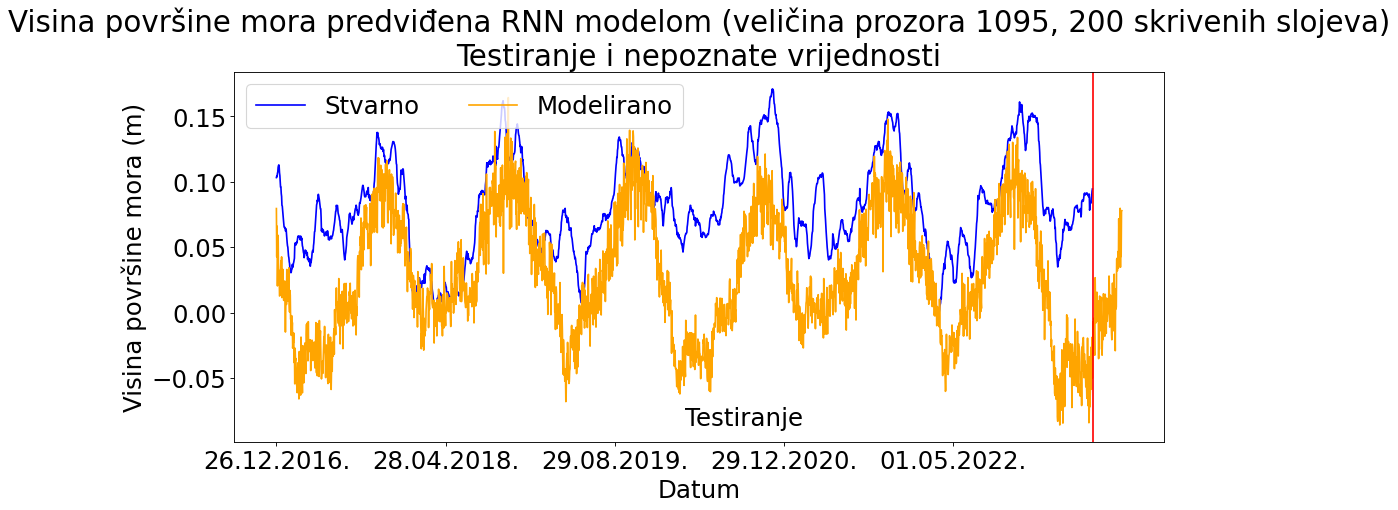 Visina površine mora predviđena RNN modelom (veličina prozora 1095, 200 skrivenih slojeva)
Testiranje i nepoznate vrijednosti
Stvarno Modelirano
Visina površine mora (m)
0.15
0.10
0.05
0.00
−0.05
Testiranje
26.12.2016. 28.04.2018. 29.08.2019. 29.12.2020. 01.05.2022.
Datum